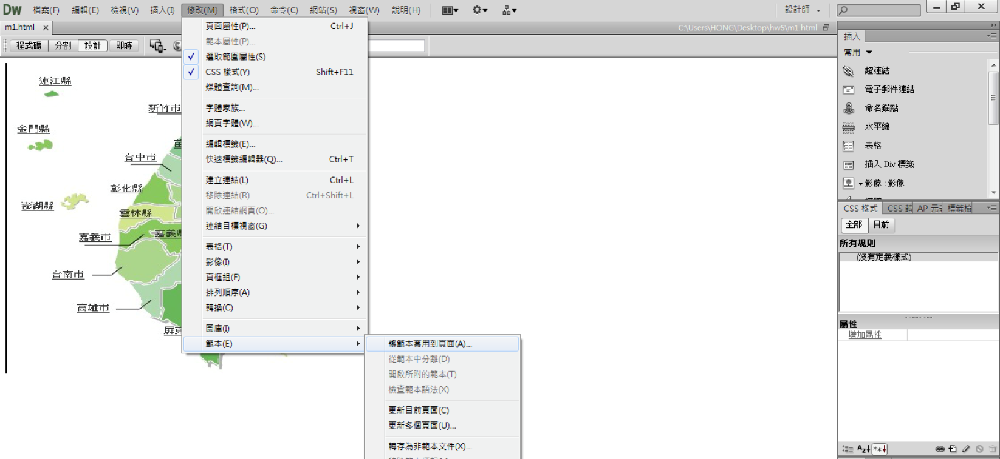 Dw 檔案(F) 編輯(E) 檢視(V) 插入(I) 修改(M) 格式(O) 命令(C) 網站(S) 視窗(W) 說明(H) 設計師
m1.html × C:\Users\HONG\Desktop\hw5\m1.html
程式碼 分割 設計 即時
頁面屬性(P)... Ctrl+J
範本屬性(P)...
選取範圍屬性(S)
CSS 樣式(Y) Shift+F11
媒體查詢(M)...
字體家族...
網頁字體(W)...
編輯標籤(E)...
快速標籤編輯器(Q)... Ctrl+T
建立連結(L) Ctrl+L
移除連結(R) Ctrl+Shift+L
開啟連結網頁(O)...
連結目標視窗(G)
表格(T)
影像(I)
頁框組(F)
排列順序(A)
轉換(C)
圖庫(I)
範本(E)
將範本套用到頁面(A)...
從範本中分離(D)
開啟所附的範本(T)
檢查範本語法(X)
更新目前頁面(C)
更新多個頁面(U)...
轉存為非範本文件(X)...
連江縣
新竹市
金門縣
台中市
彰化縣
澎湖縣
雲林縣
嘉義市
嘉義縣
台南市
高雄市
屏東
插入
常用
超連結
電子郵件連結
命名錨點
水平線
表格
插入 Div 標籤
影像 : 影像
CSS 樣式 CSS 轉 AP 元素 標籤檢
全部 目前
所有規則
(沒有定義樣式)
屬性
增加屬性